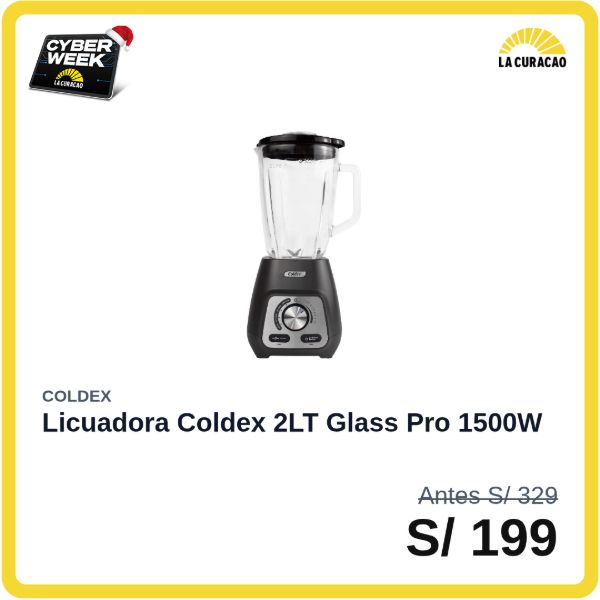 CYBER
WEEK
LA CURACAO
LA CURACAO
COLDEX
Licuadora Coldex 2LT Glass Pro 1500W
Antes S/ 329
S/ 199